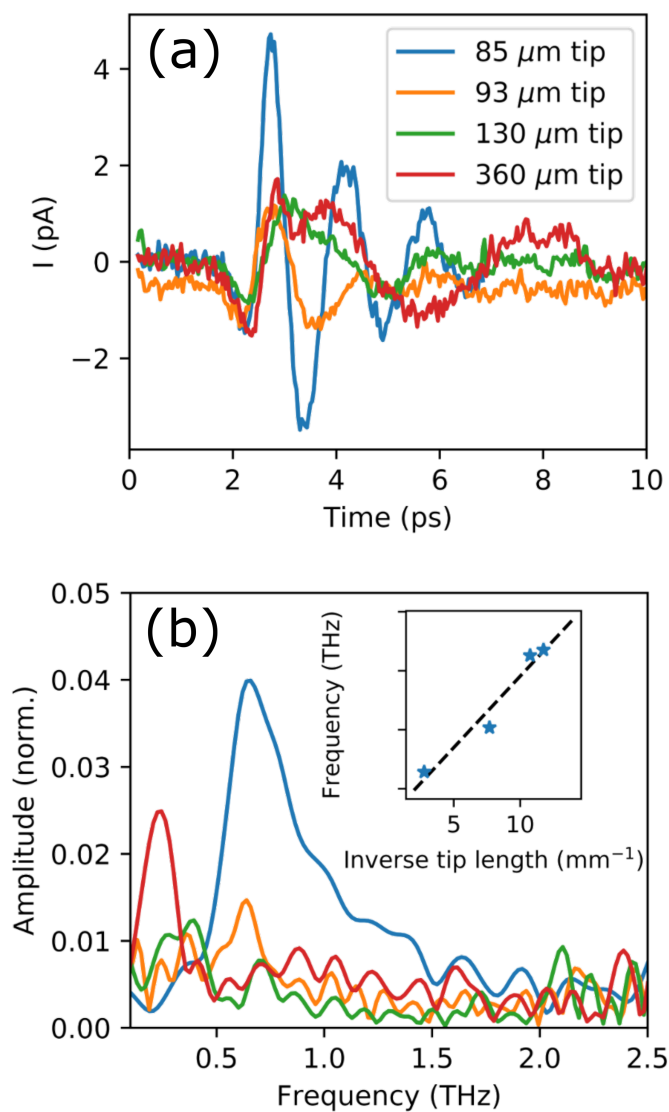 (a)
85 μm tip
93 μm tip
130 μm tip
360 μm tip
4
2
0
−2
I (pA)
0 2 4 6 8 10
Time (ps)
(b)
0.05
0.04
0.03
0.02
0.01
0.00
Amplitude (norm.)
Frequency (THz)
5 10
Inverse tip length (mm⁻¹)
0.5 1.0 1.5 2.0 2.5
Frequency (THz)